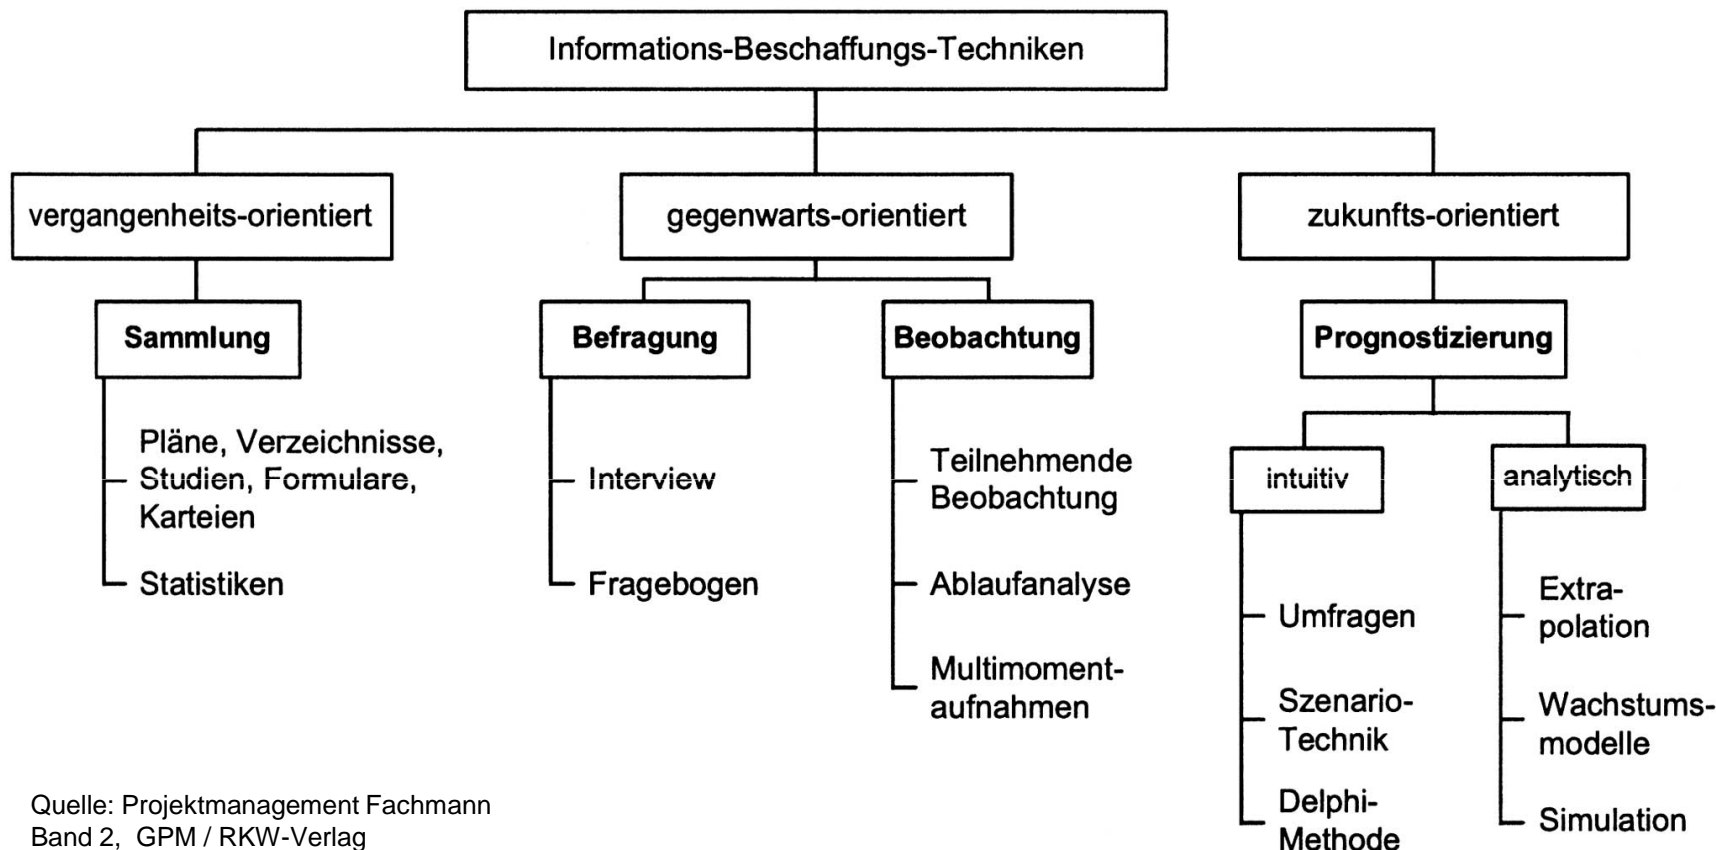 Informations-Beschaffungs-Techniken
vergangenheits-orientiert
gegenwarts-orientiert
zukunfts-orientiert
Sammlung
Befragung
Beobachtung
Prognostizierung
Pläne, Verzeichnisse,
Studien, Formulare,
Karteien
Statistiken
Interview
Fragebogen
Teilnehmende
Beobachtung
Ablaufanalyse
Multimoment-
aufnahmen
intuitiv
Umfragen
Szenario-
Technik
Delphi-
Methode
analytisch
Extra-
polation
Wachstums-
modelle
Simulation
Quelle: Projektmanagement Fachmann
Band 2, GPM / RKW-Verlag